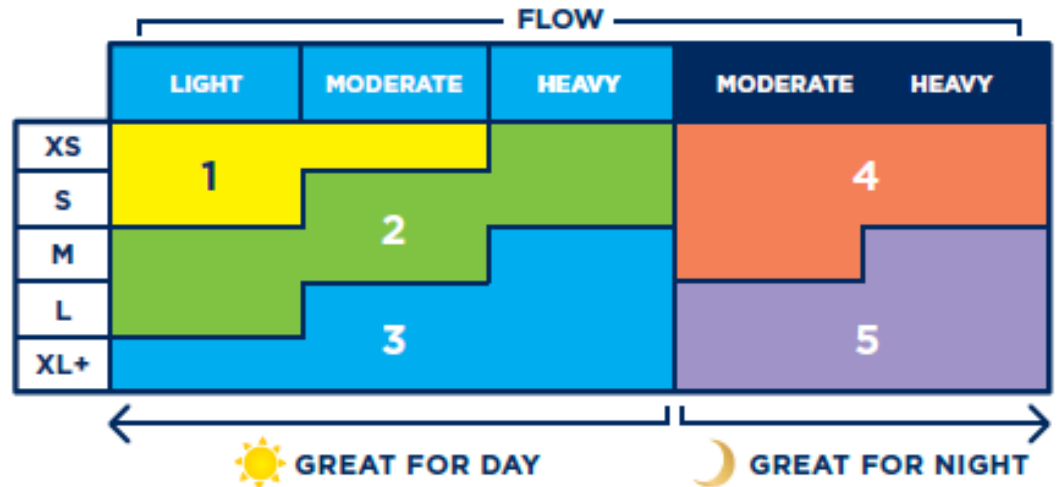 FLOW
LIGHT MODERATE HEAVY MODERATE HEAVY
XS
1 4
S
2
M
L
3 5
XL+
GREAT FOR DAY GREAT FOR NIGHT